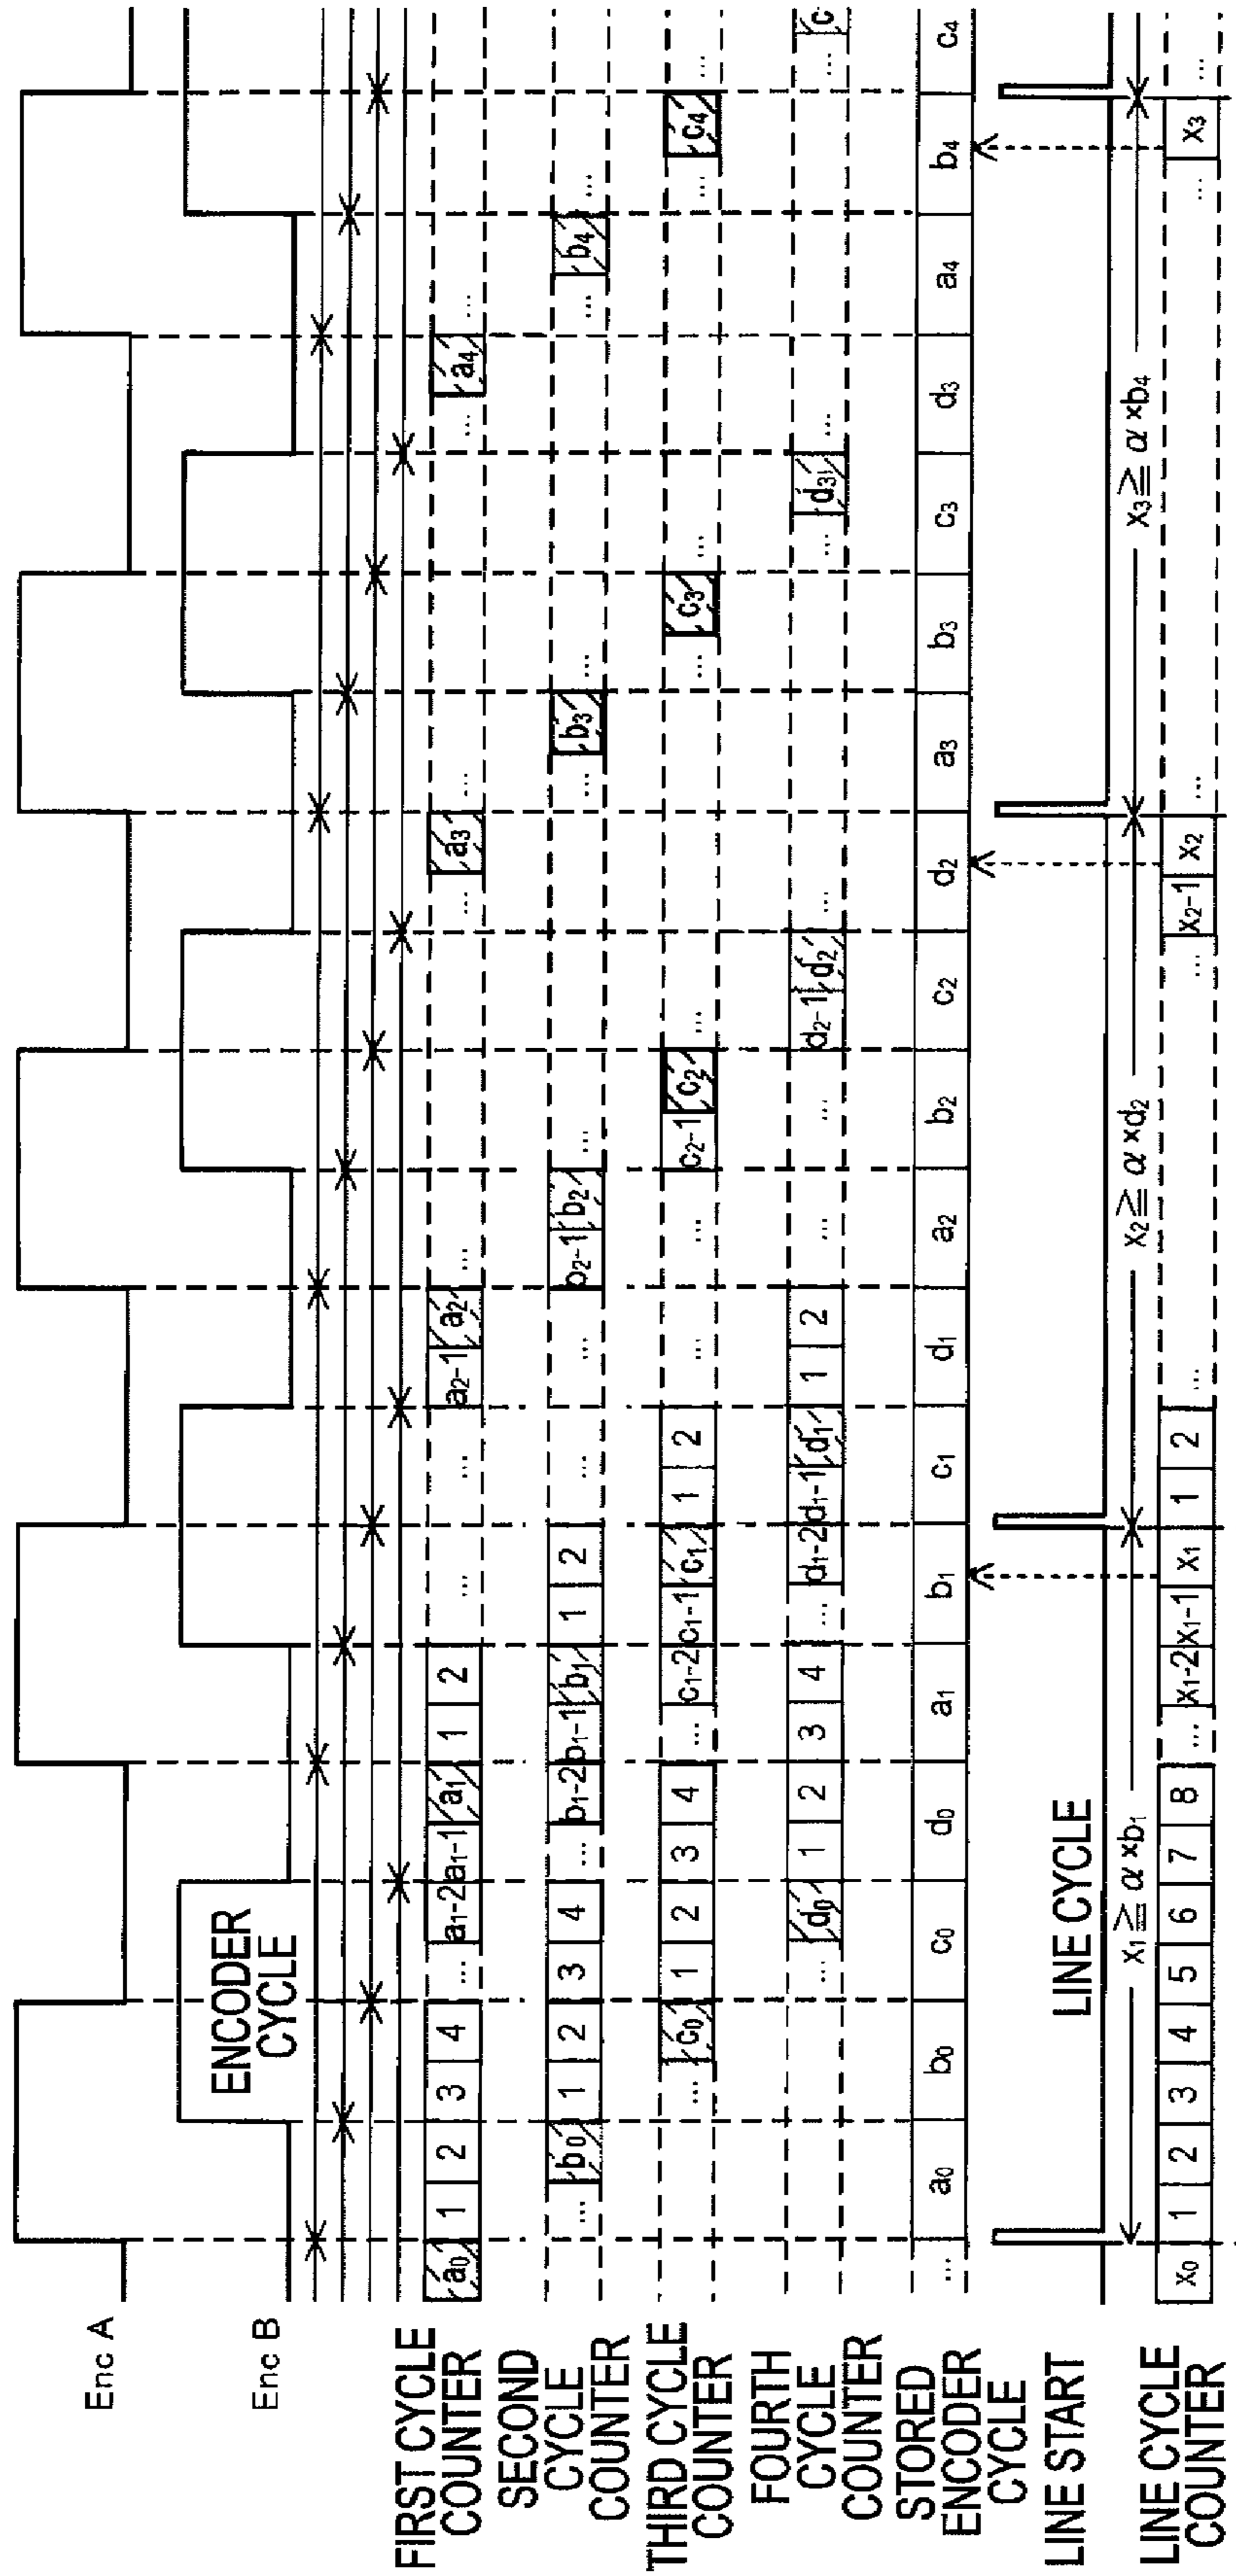 Enc A
Enc B
ENCODER
CYCLE
FIRST CYCLE
COUNTER
a₀ 1 2 3 4 ... a₁-2 a₁-1 a₁ 1 2 ... ... a₂-1 a₂ ... ... a₃ ... ... a₄ ...
SECOND
CYCLE
COUNTER
... b₀ 1 2 3 4 ... b₁-2 b₁-1 b₁ 1 2 ... ... b₂-1 b₂ ... ... b₃ ... ... b₄ ...
THIRD CYCLE
COUNTER
... c₀ 1 2 3 4 ... c₁-2 c₁-1 c₁ 1 2 ... ... c₂-1 c₂ ... ... c₃ ... ... c₄ ...
FOURTH
CYCLE
COUNTER
... d₀ 1 2 3 4 ... d₁-2 d₁-1 d₁ 1 2 ... ... d₂-1 d₂ ... ... d₃ ... ... c
STORED
ENCODER
CYCLE
... a₀ b₀ c₀ d₀ a₁ b₁ c₁ d₁ a₂ b₂ c₂ d₂ a₃ b₃ c₃ d₃ a₄ b₄ c₄
LINE START
LINE CYCLE
x₁≧α×b₁ x₂≧α×d₂ x₃≧α×b₄
LINE CYCLE
COUNTER
x₀ 1 2 3 4 5 6 7 8 ... x₁-2 x₁-1 x₁ 1 2 ... ... x₂-1 x₂ ... ... x₃ ...